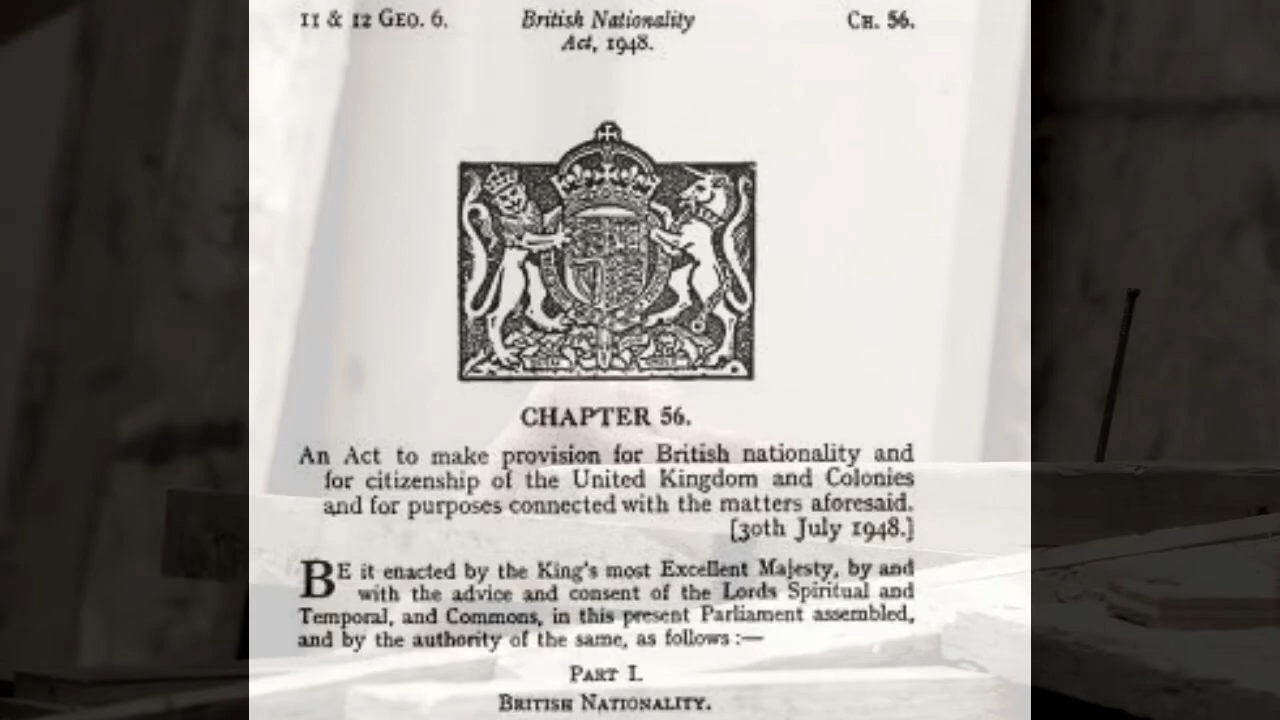 11 & 12 GEO. 6. British Nationality CH. 56.
Act, 1948.
CHAPTER 56.
An Act to make provision for British nationality and
for citizenship of the United Kingdom and Colonies
and for purposes connected with the matters aforesaid.
[30th July 1948.]
BE it enacted by the King's most Excellent Majesty, by and
with the advice and consent of the Lords Spiritual and
Temporal, and Commons, in this present Parliament assembled,
and by the authority of the same, as follows :—
PART I.
BRITISH NATIONALITY.